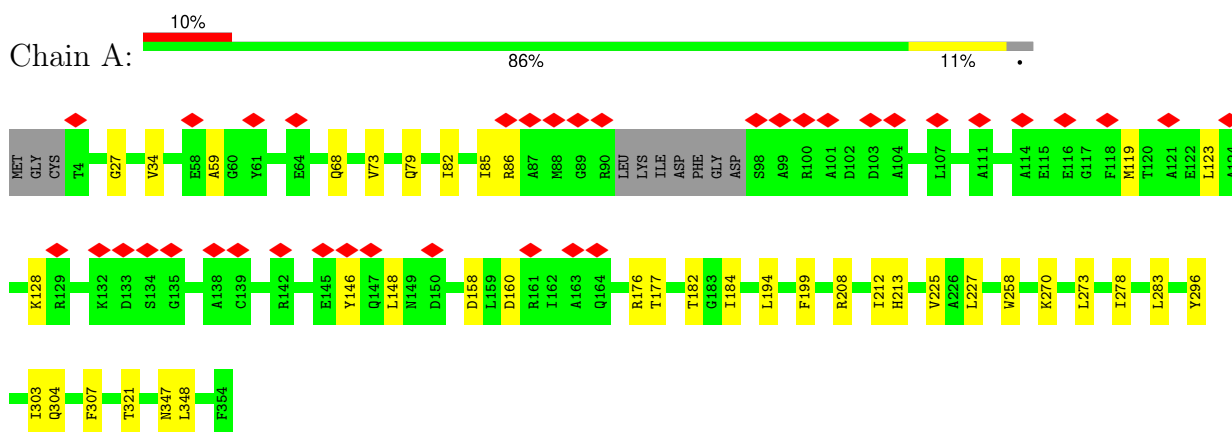 10%
Chain A:
86% 11% •
MET GLY CYS T4 G27 V34 E58 A59 G60 Y61 E64 Q68 V73 Q79 I82 I85 R86 A87 M88 G89 R90 LEU LYS ILE ASP PHE GLY ASP S98 A99 R100 A101 D102 D103 A104 L107 A111 A114 E115 E116 G117 F118 M119 T120 A121 E122 L123 A124
K128 R129 K132 D133 S134 G135 A138 C139 R142 E145 Y146 Q147 L148 N149 D150 D158 L159 D160 R161 I162 A163 Q164 R176 T177 T182 G183 I184 L194 F199 R208 I212 H213 V225 A226 L227 W258 K270 L273 I278 L283 Y296
I303 Q304 F307 T321 N347 L348 F354